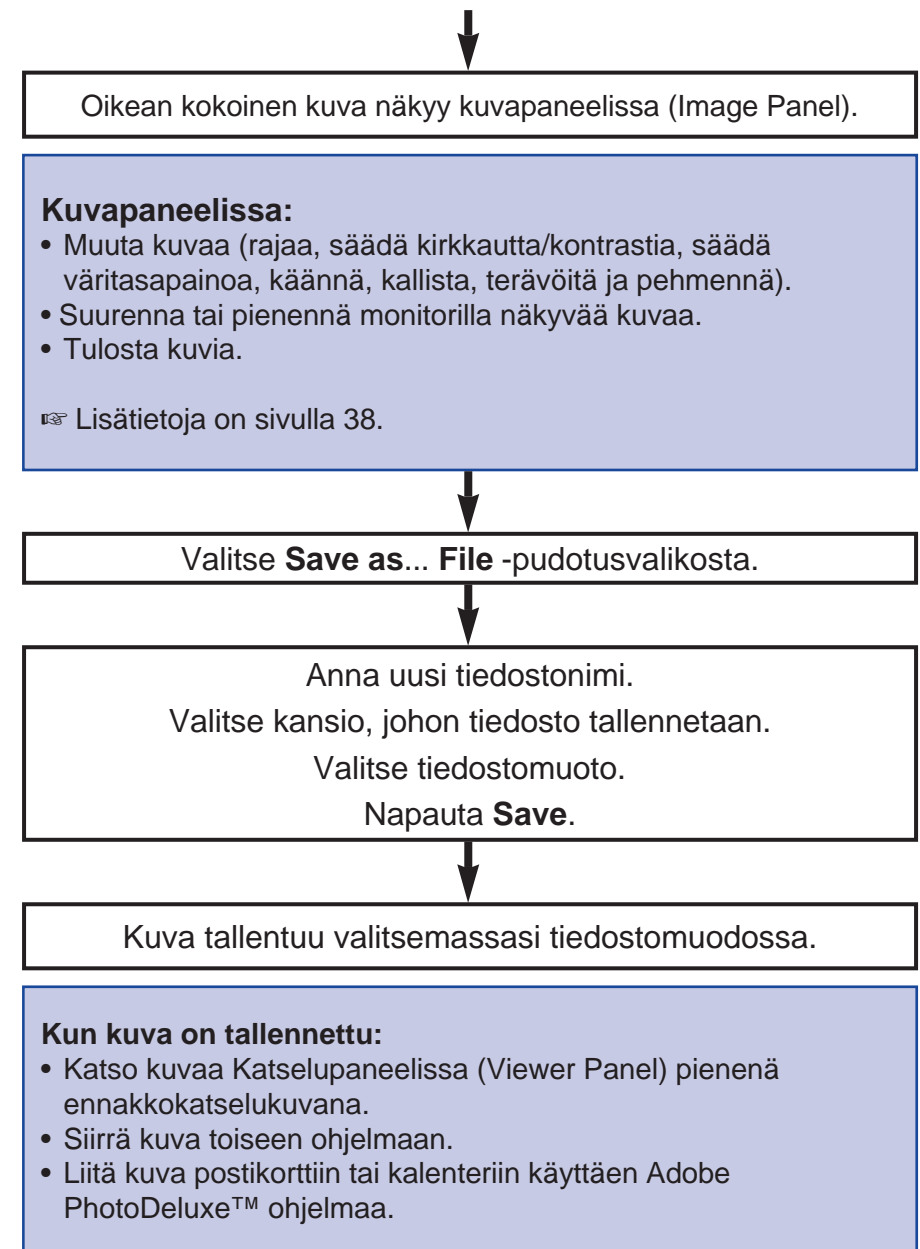 Oikean kokoinen kuva näkyy kuvapaneelissa (Image Panel).
Kuvapaneelissa:
• Muuta kuvaa (rajaa, säädä kirkkautta/kontrastia, säädä
väritasapainoa, käännä, kallista, terävöitä ja pehmennä).
• Suurenna tai pienennä monitorilla näkyvää kuvaa.
• Tulosta kuvia.
☞ Lisätietoja on sivulla 38.
Valitse Save as... File -pudotusvalikosta.
Anna uusi tiedostonimi.
Valitse kansio, johon tiedosto tallennetaan.
Valitse tiedostomuoto.
Napauta Save.
Kuva tallentuu valitsemassasi tiedostomuodossa.
Kun kuva on tallennettu:
• Katso kuvaa Katselupaneelissa (Viewer Panel) pienenä
ennakkokatselukuvana.
• Siirrä kuva toiseen ohjelmaan.
• Liitä kuva postikorttiin tai kalenteriin käyttäen Adobe
PhotoDeluxe™ ohjelmaa.